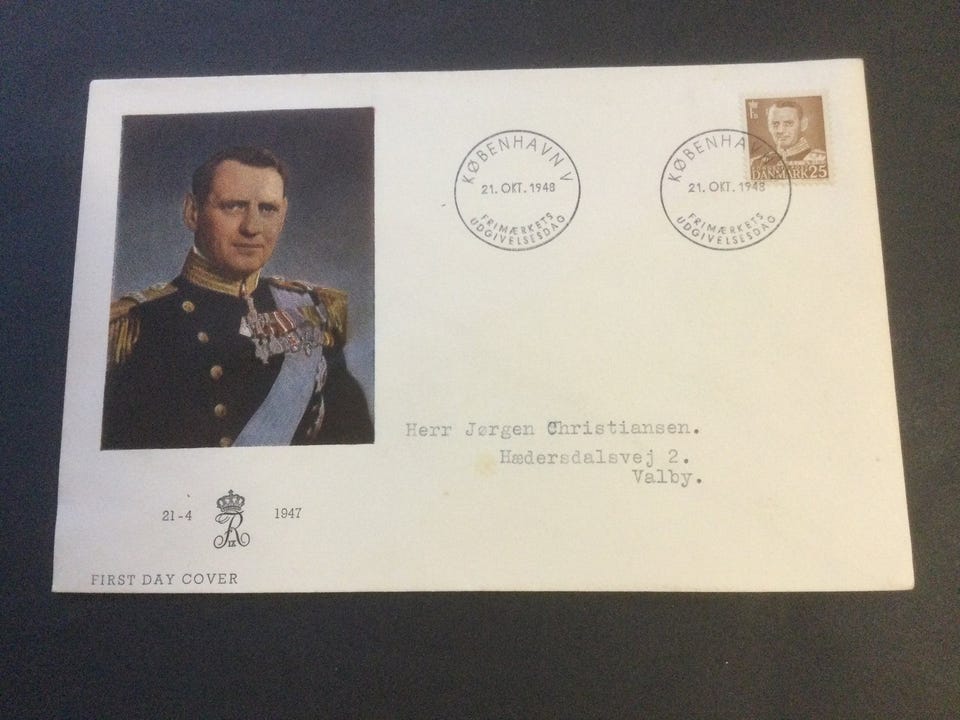 KØBENHAVN V
21. OKT. 1948
FRIMÆRKETS
UDGIVELSESDAG
KØBENHAV
21. OKT. 1948
FRIMÆRKETS
UDGIVELSESDAG
DANMARK 25
Herr Jørgen Christiansen.
Hædersdalsvej 2.
Valby.
21-4 1947
FIRST DAY COVER